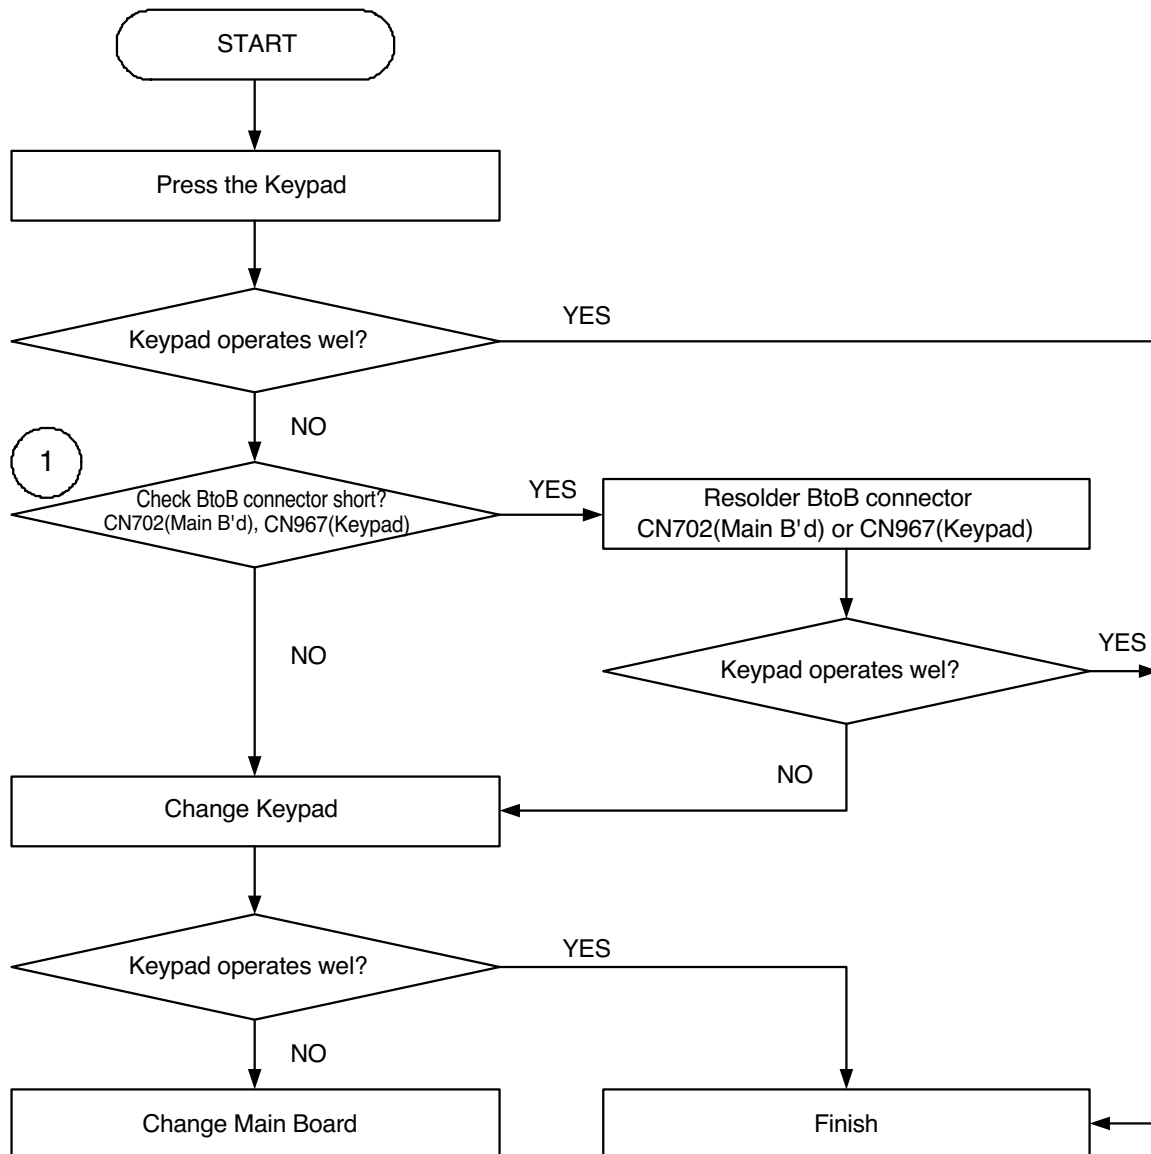 START
Press the Keypad
Keypad operates wel?
YES
NO
1
Check BtoB connector short?
CN702(Main B'd), CN967(Keypad)
YES
Resolder BtoB connector
CN702(Main B'd) or CN967(Keypad)
NO
Keypad operates wel?
YES
NO
Change Keypad
Keypad operates wel?
YES
NO
Change Main Board
Finish